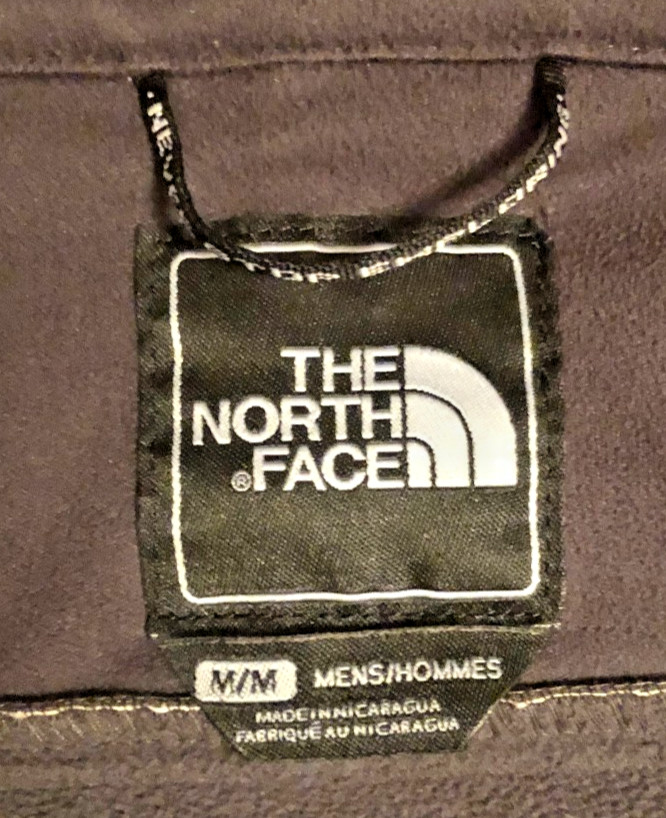 THE
NORTH
®FACE
M/M MENS/HOMMES
MADE IN NICARAGUA
FABRIQUÉ AU NICARAGUA